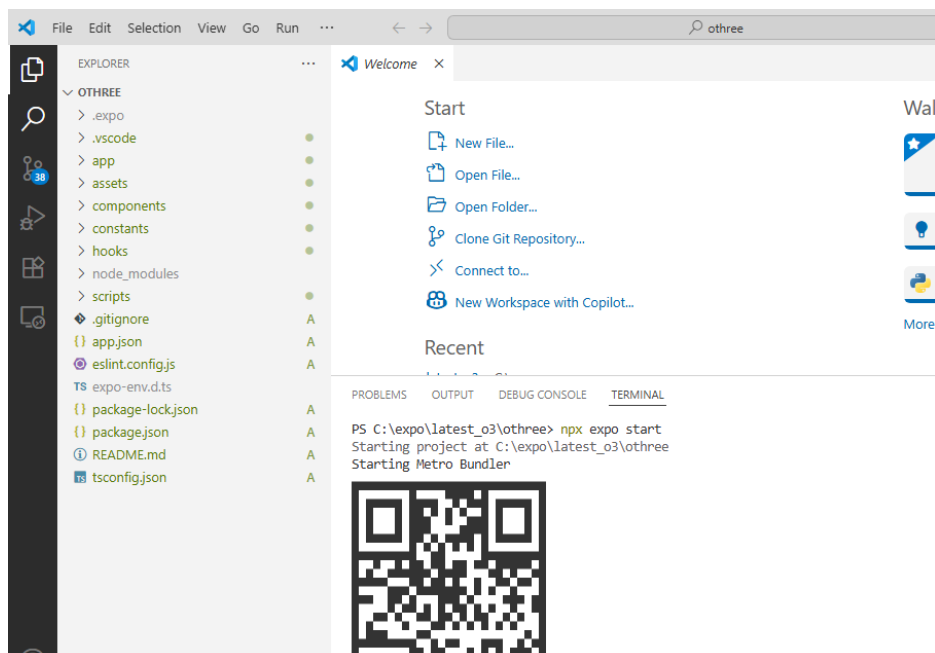 File Edit Selection View Go Run ···
othree
EXPLORER ···
OTHREE
.expo
.vscode
app
assets
components
constants
hooks
node_modules
scripts
.gitignore A
{} app.json A
eslint.config.js A
TS expo-env.d.ts
{} package-lock.json A
{} package.json A
README.md A
TS tsconfig.json A
38
Welcome
Start
New File...
Open File...
Open Folder...
Clone Git Repository...
Connect to...
New Workspace with Copilot...
Recent
Wal
More
PROBLEMS OUTPUT DEBUG CONSOLE TERMINAL
PS C:\expo\latest_o3\othree> npx expo start
Starting project at C:\expo\latest_o3\othree
Starting Metro Bundler